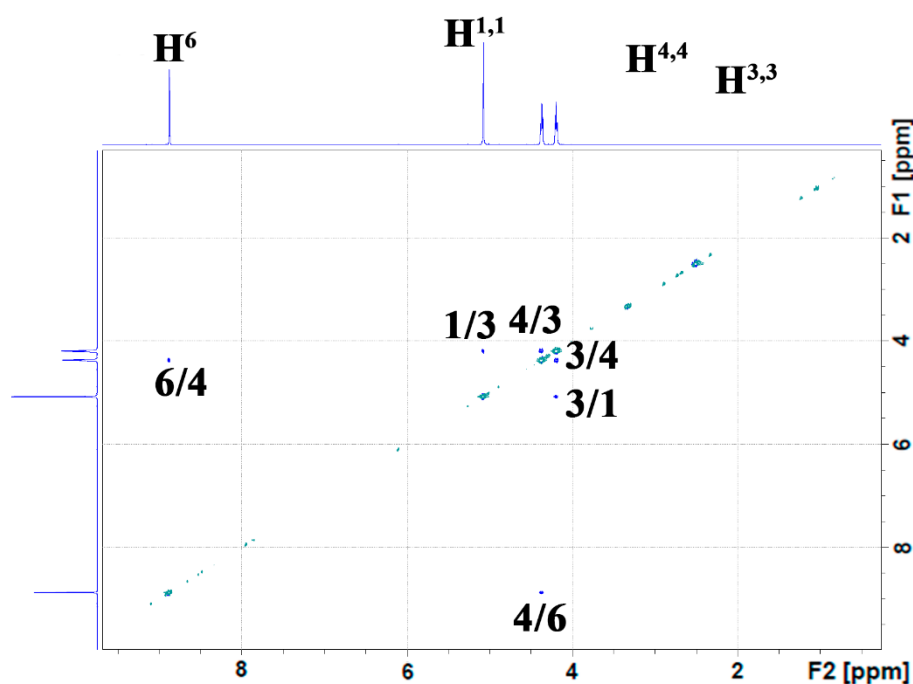 H⁶
H¹,¹
H⁴,⁴
H³,³
F1 [ppm]
2
1/3 4/3
4
3/4
6/4
3/1
6
8
4/6
8 6 4 2 F2 [ppm]